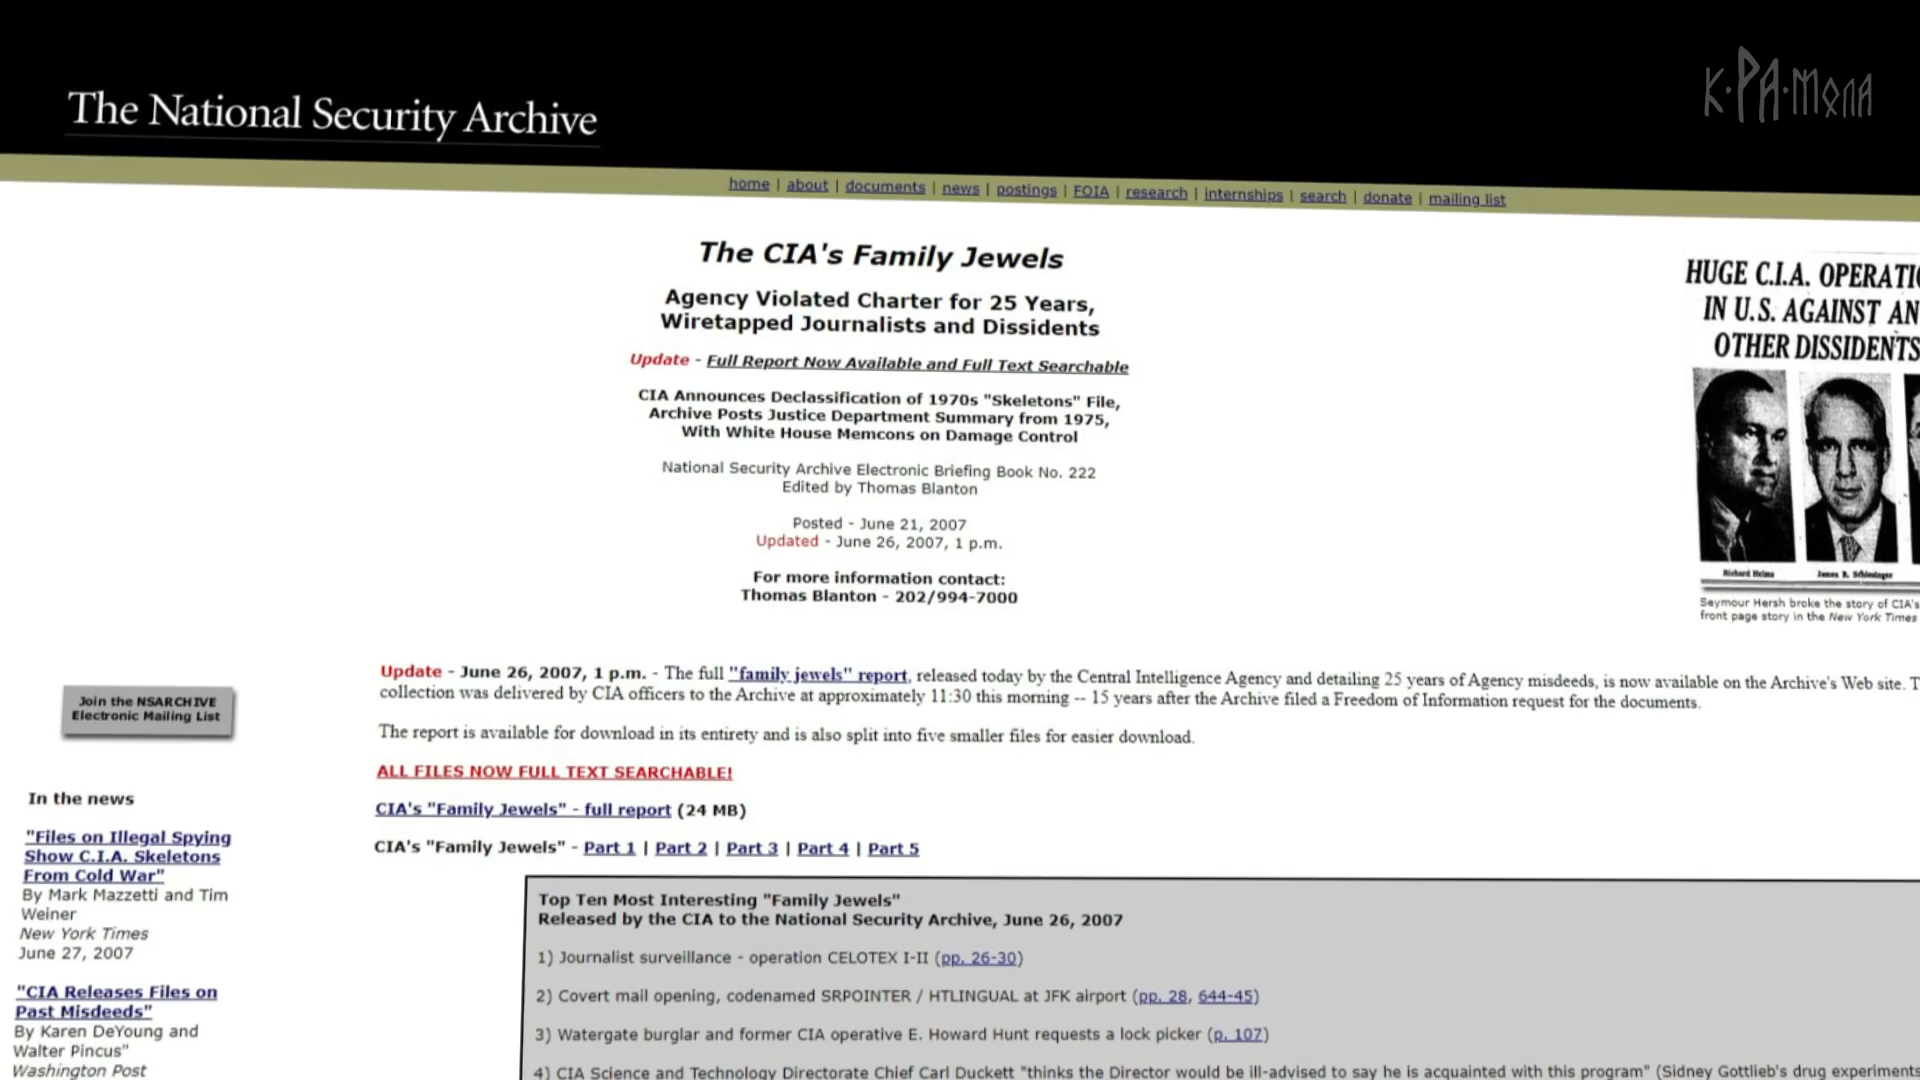 К·РА·МОЛА
The National Security Archive
home | about | documents | news | postings | FOIA | research | internships | search | donate | mailing list
The CIA's Family Jewels
Agency Violated Charter for 25 Years,
Wiretapped Journalists and Dissidents
Update - Full Report Now Available and Full Text Searchable
CIA Announces Declassification of 1970s "Skeletons" File,
Archive Posts Justice Department Summary from 1975,
With White House Memcons on Damage Control
National Security Archive Electronic Briefing Book No. 222
Edited by Thomas Blanton
Posted - June 21, 2007
Updated - June 26, 2007, 1 p.m.
For more information contact:
Thomas Blanton - 202/994-7000
HUGE C.I.A. OPERATIO
IN U.S. AGAINST AN
OTHER DISSIDENTS
Richard Helms
James R. Schlesinger
Seymour Hersh broke the story of CIA's
front page story in the New York Times
Update - June 26, 2007, 1 p.m. - The full "family jewels" report, released today by the Central Intelligence Agency and detailing 25 years of Agency misdeeds, is now available on the Archive's Web site. T
collection was delivered by CIA officers to the Archive at approximately 11:30 this morning -- 15 years after the Archive filed a Freedom of Information request for the documents.
The report is available for download in its entirety and is also split into five smaller files for easier download.
ALL FILES NOW FULL TEXT SEARCHABLE!
CIA's "Family Jewels" - full report (24 MB)
CIA's "Family Jewels" - Part 1 | Part 2 | Part 3 | Part 4 | Part 5
Join the NSARCHIVE
Electronic Mailing List
In the news
"Files on Illegal Spying
Show C.I.A. Skeletons
From Cold War"
By Mark Mazzetti and Tim
Weiner
New York Times
June 27, 2007
"CIA Releases Files on
Past Misdeeds"
By Karen DeYoung and
Walter Pincus"
Washington Post
Top Ten Most Interesting "Family Jewels"
Released by the CIA to the National Security Archive, June 26, 2007
1) Journalist surveillance - operation CELOTEX I-II (pp. 26-30)
2) Covert mail opening, codenamed SRPOINTER / HTLINGUAL at JFK airport (pp. 28, 644-45)
3) Watergate burglar and former CIA operative E. Howard Hunt requests a lock picker (p. 107)
4) CIA Science and Technology Directorate Chief Carl Duckett "thinks the Director would be ill-advised to say he is acquainted with this program" (Sidney Gottlieb's drug experiments